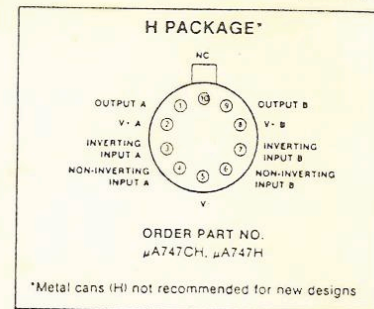 H PACKAGE*
NC
OUTPUT A 1 10 9 OUTPUT B
V- A 2 8 V- B
INVERTING INPUT A 3 7 INVERTING INPUT B
NON-INVERTING INPUT A 4 5 6 NON-INVERTING INPUT B
V
ORDER PART NO.
μA747CH, μA747H
*Metal cans (H) not recommended for new designs